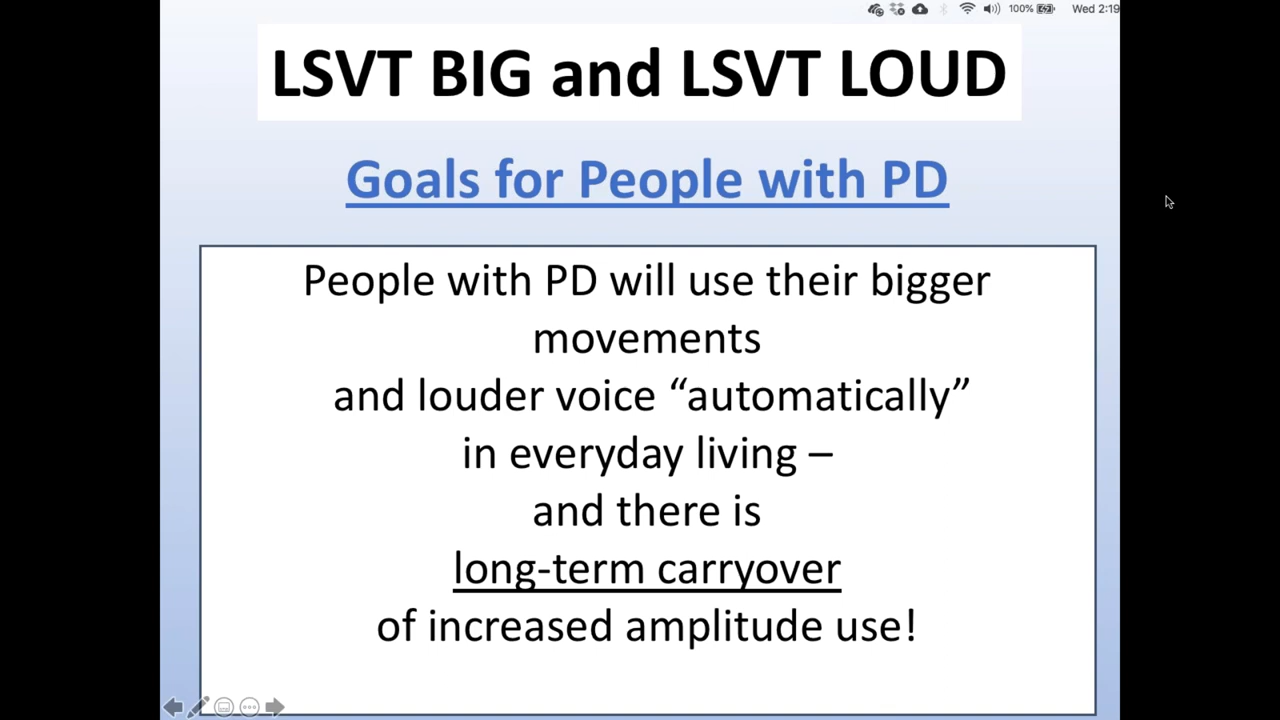 100% Wed 2:19
LSVT BIG and LSVT LOUD
Goals for People with PD
People with PD will use their bigger
movements
and louder voice “automatically”
in everyday living –
and there is
long-term carryover
of increased amplitude use!